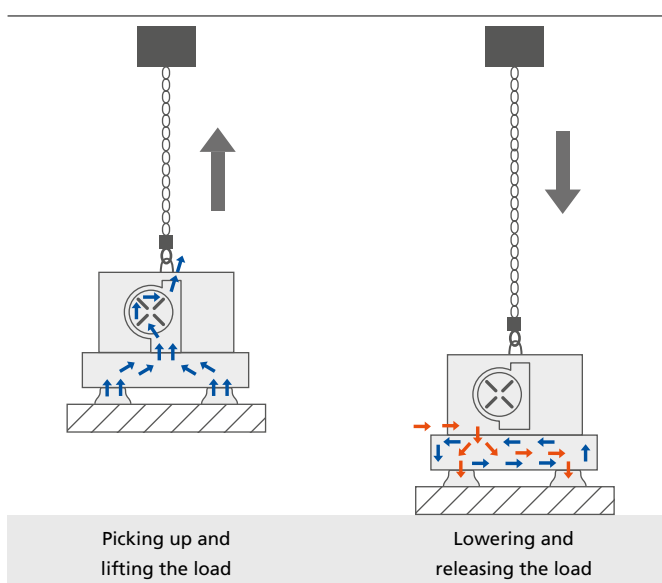 Picking up and
lifting the load
Lowering and
releasing the load